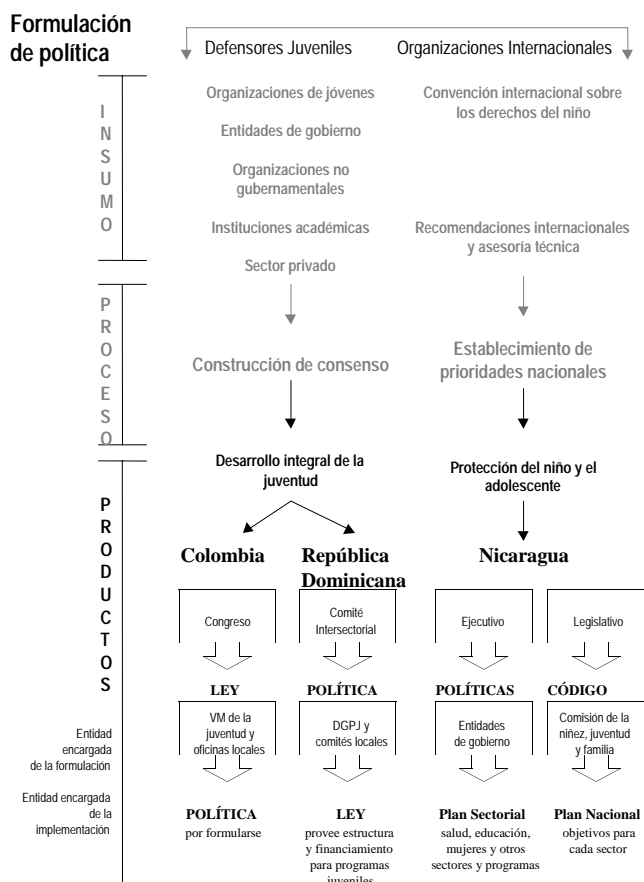 Formulación
de política
Defensores Juveniles
Organizaciones Internacionales
INSUMO
Organizaciones de jóvenes
Entidades de gobierno
Organizaciones no
gubernamentales
Instituciones académicas
Sector privado
Convención internacional sobre
los derechos del niño
Recomendaciones internacionales
y asesoría técnica
PROCESO
Construcción de consenso
Establecimiento de
prioridades nacionales
PRODUCTOS
Desarrollo integral de la
juventud
Protección del niño y el
adolescente
Colombia
República
Dominicana
Nicaragua
Congreso
Comité
Intersectorial
Ejecutivo
Legislativo
LEY
POLÍTICA
POLÍTICAS
CÓDIGO
Entidad
encargada
de la formulación
VM de la
juventud y
oficinas locales
DGPJ y
comités locales
Entidades
de gobierno
Comisión de la
niñez, juventud
y familia
Entidad encargada
de la
implementación
POLÍTICA
por formularse
LEY
provee estructura
y financiamiento
para programas
juveniles
Plan Sectorial
salud, educación,
mujeres y otros
sectores y programas
Plan Nacional
objetivos para
cada sector